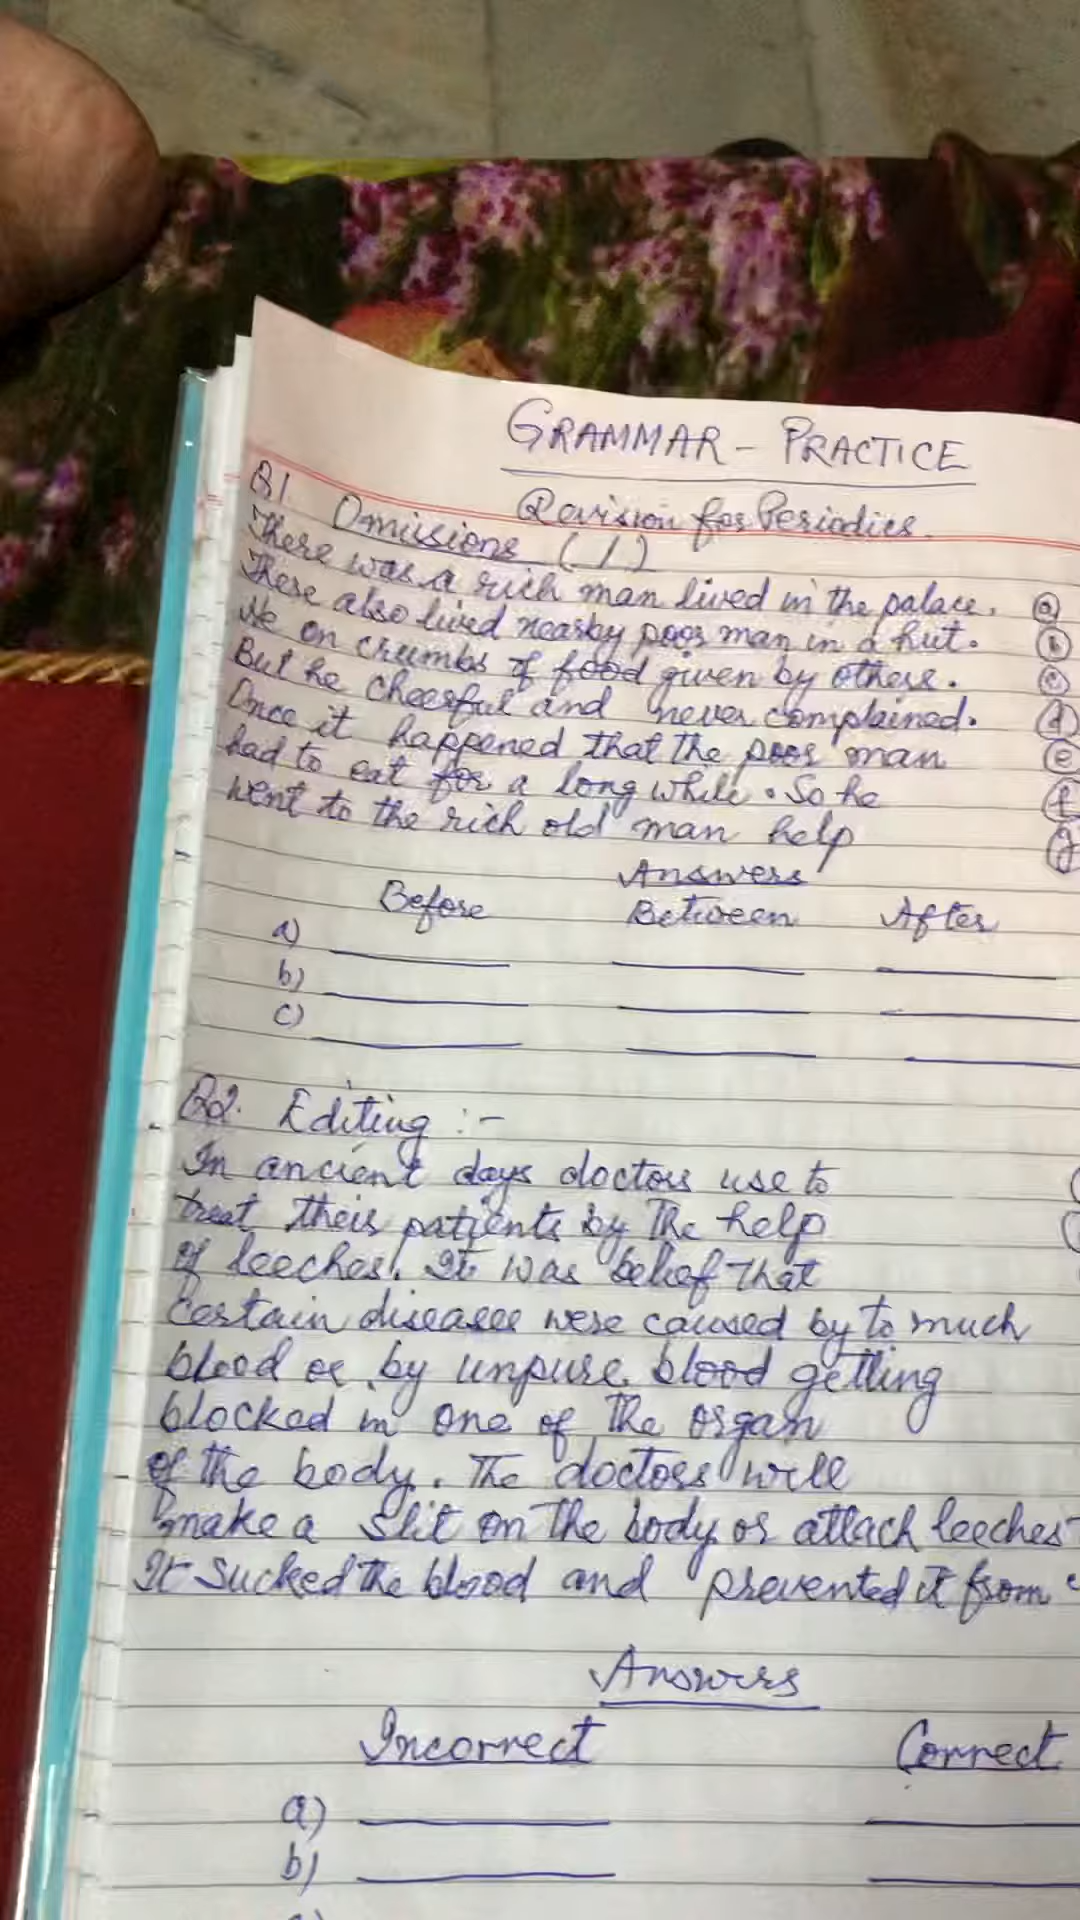 GRAMMAR - PRACTICE
Revision for Periodics.
Q1. Omissions (1)
There was a rich man lived in the palace. (a)
There also lived nearby poor man in a hut. (b)
He on crumbs of food given by others. (c)
But he cheerful and never complained. (d)
Once it happened that the poor man (e)
had to eat for a long while. So he (f)
went to the rich old man help (g)
Answers
Before Between After
a)
b)
c)
Q2. Editing :-
In ancient days doctors use to
treat their patients by the help
of leeches. It was belief that
certain diseases were caused by to much
blood or by unpure blood getting
blocked in one of the organ
of the body. The doctors will
make a slit on the body or attach leeches
It sucked the blood and prevented it from
Answers
Incorrect Correct
a)
b)